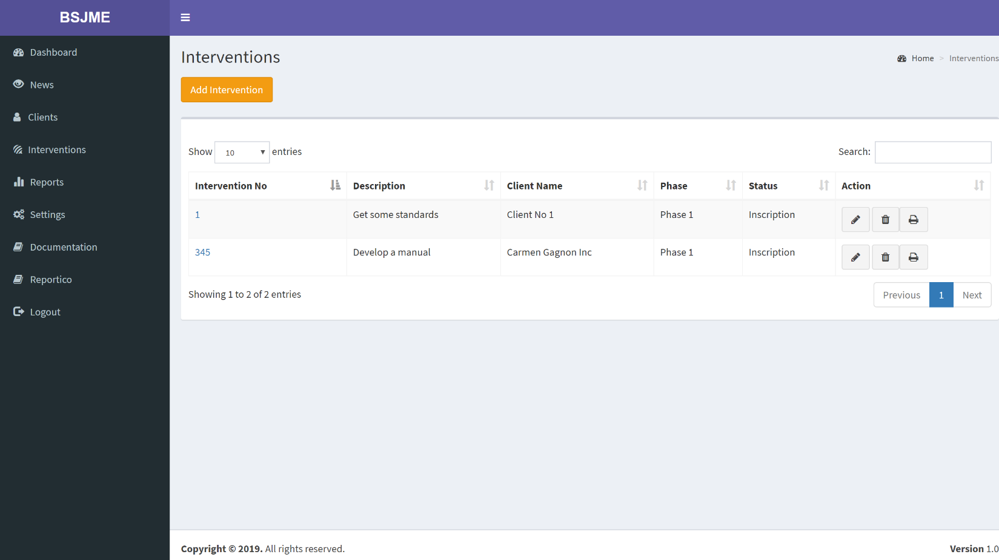 BSJME
Dashboard
News
Clients
Interventions
Reports
Settings
Documentation
Reportico
Logout
Interventions
Home > Interventions
Add Intervention
Show 10 entries
Search:
Intervention No Description Client Name Phase Status Action
1 Get some standards Client No 1 Phase 1 Inscription
345 Develop a manual Carmen Gagnon Inc Phase 1 Inscription
Showing 1 to 2 of 2 entries
Previous 1 Next
Copyright © 2019. All rights reserved.
Version 1.0